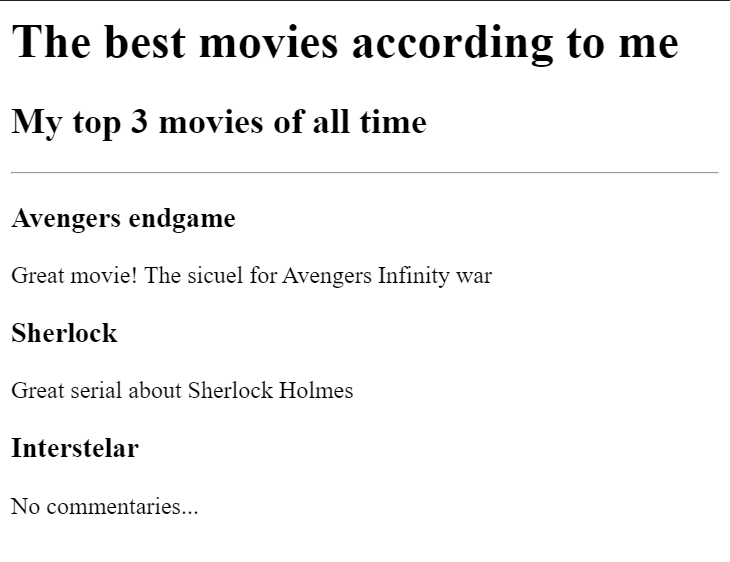 The best movies according to me
My top 3 movies of all time
Avengers endgame
Great movie! The sicuel for Avengers Infinity war
Sherlock
Great serial about Sherlock Holmes
Interstelar
No commentaries...